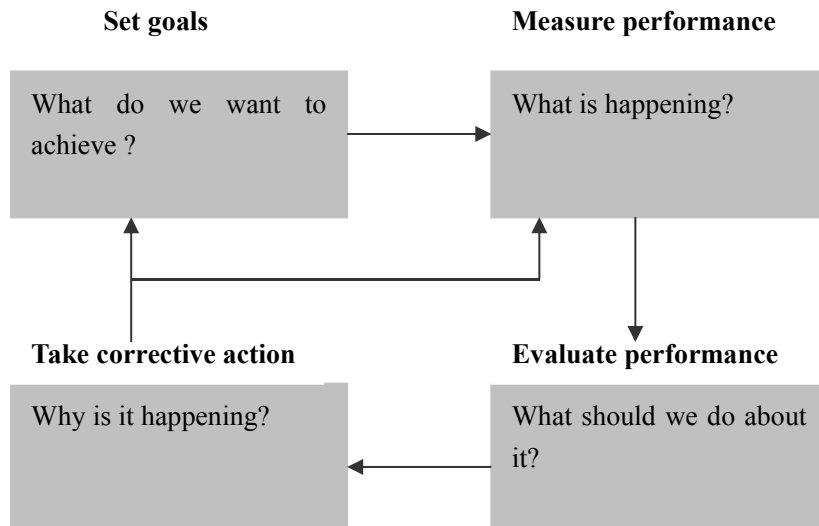 Set goals
Measure performance
What do we want to
achieve ?
What is happening?
Take corrective action
Evaluate performance
Why is it happening?
What should we do about
it?